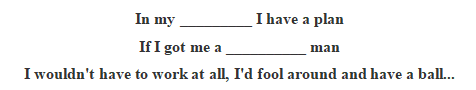 In my _________ I have a plan
If I got me a __________ man
I wouldn't have to work at all, I'd fool around and have a ball...